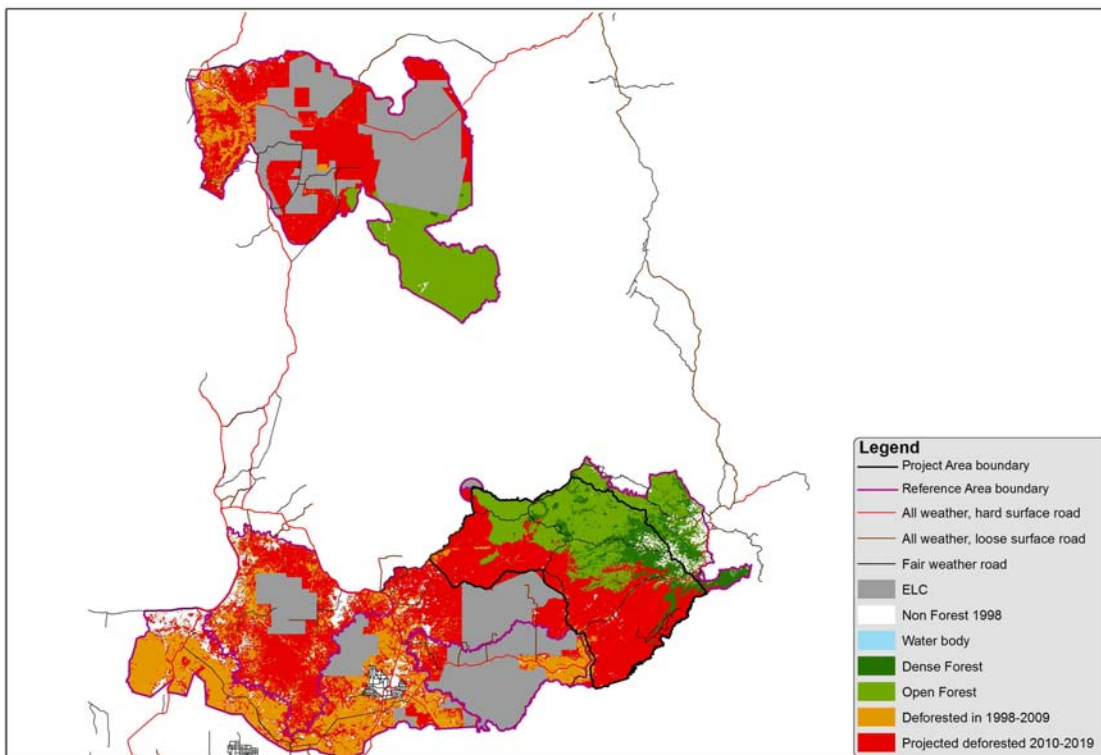 Legend
Project Area boundary
Reference Area boundary
All weather, hard surface road
All weather, loose surface road
Fair weather road
ELC
Non Forest 1998
Water body
Dense Forest
Open Forest
Deforested in 1998-2009
Projected deforested 2010-2019